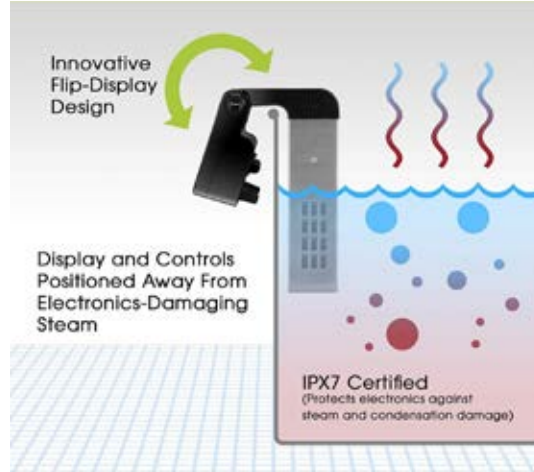 Innovative
Flip-Display
Design
Display and Controls
Positioned Away From
Electronics-Damaging
Steam
IPX7 Certified
(Protects electronics against
steam and condensation damage)